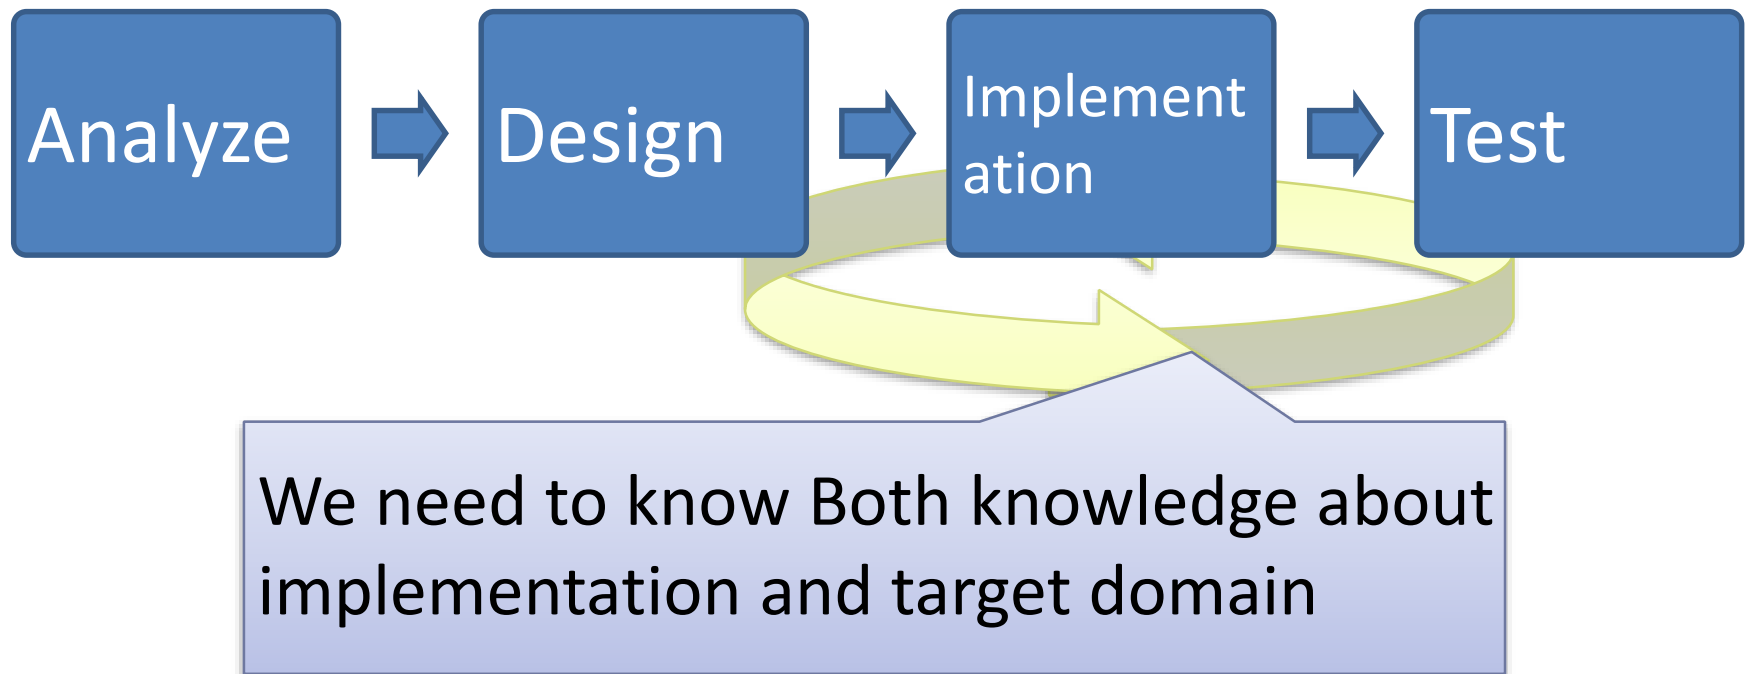 Analyze
Design
Implement
ation
Test
We need to know Both knowledge about
implementation and target domain